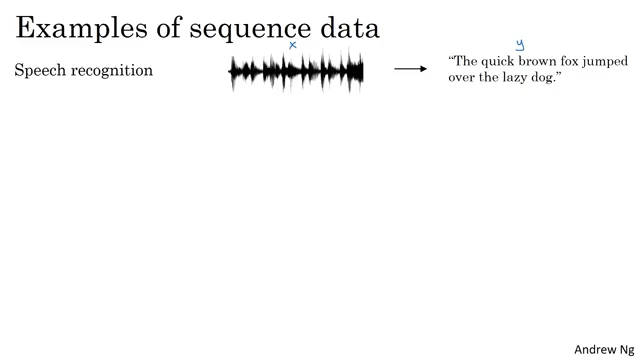 Examples of sequence data
x
y
Speech recognition
“The quick brown fox jumped
over the lazy dog.”
Andrew Ng